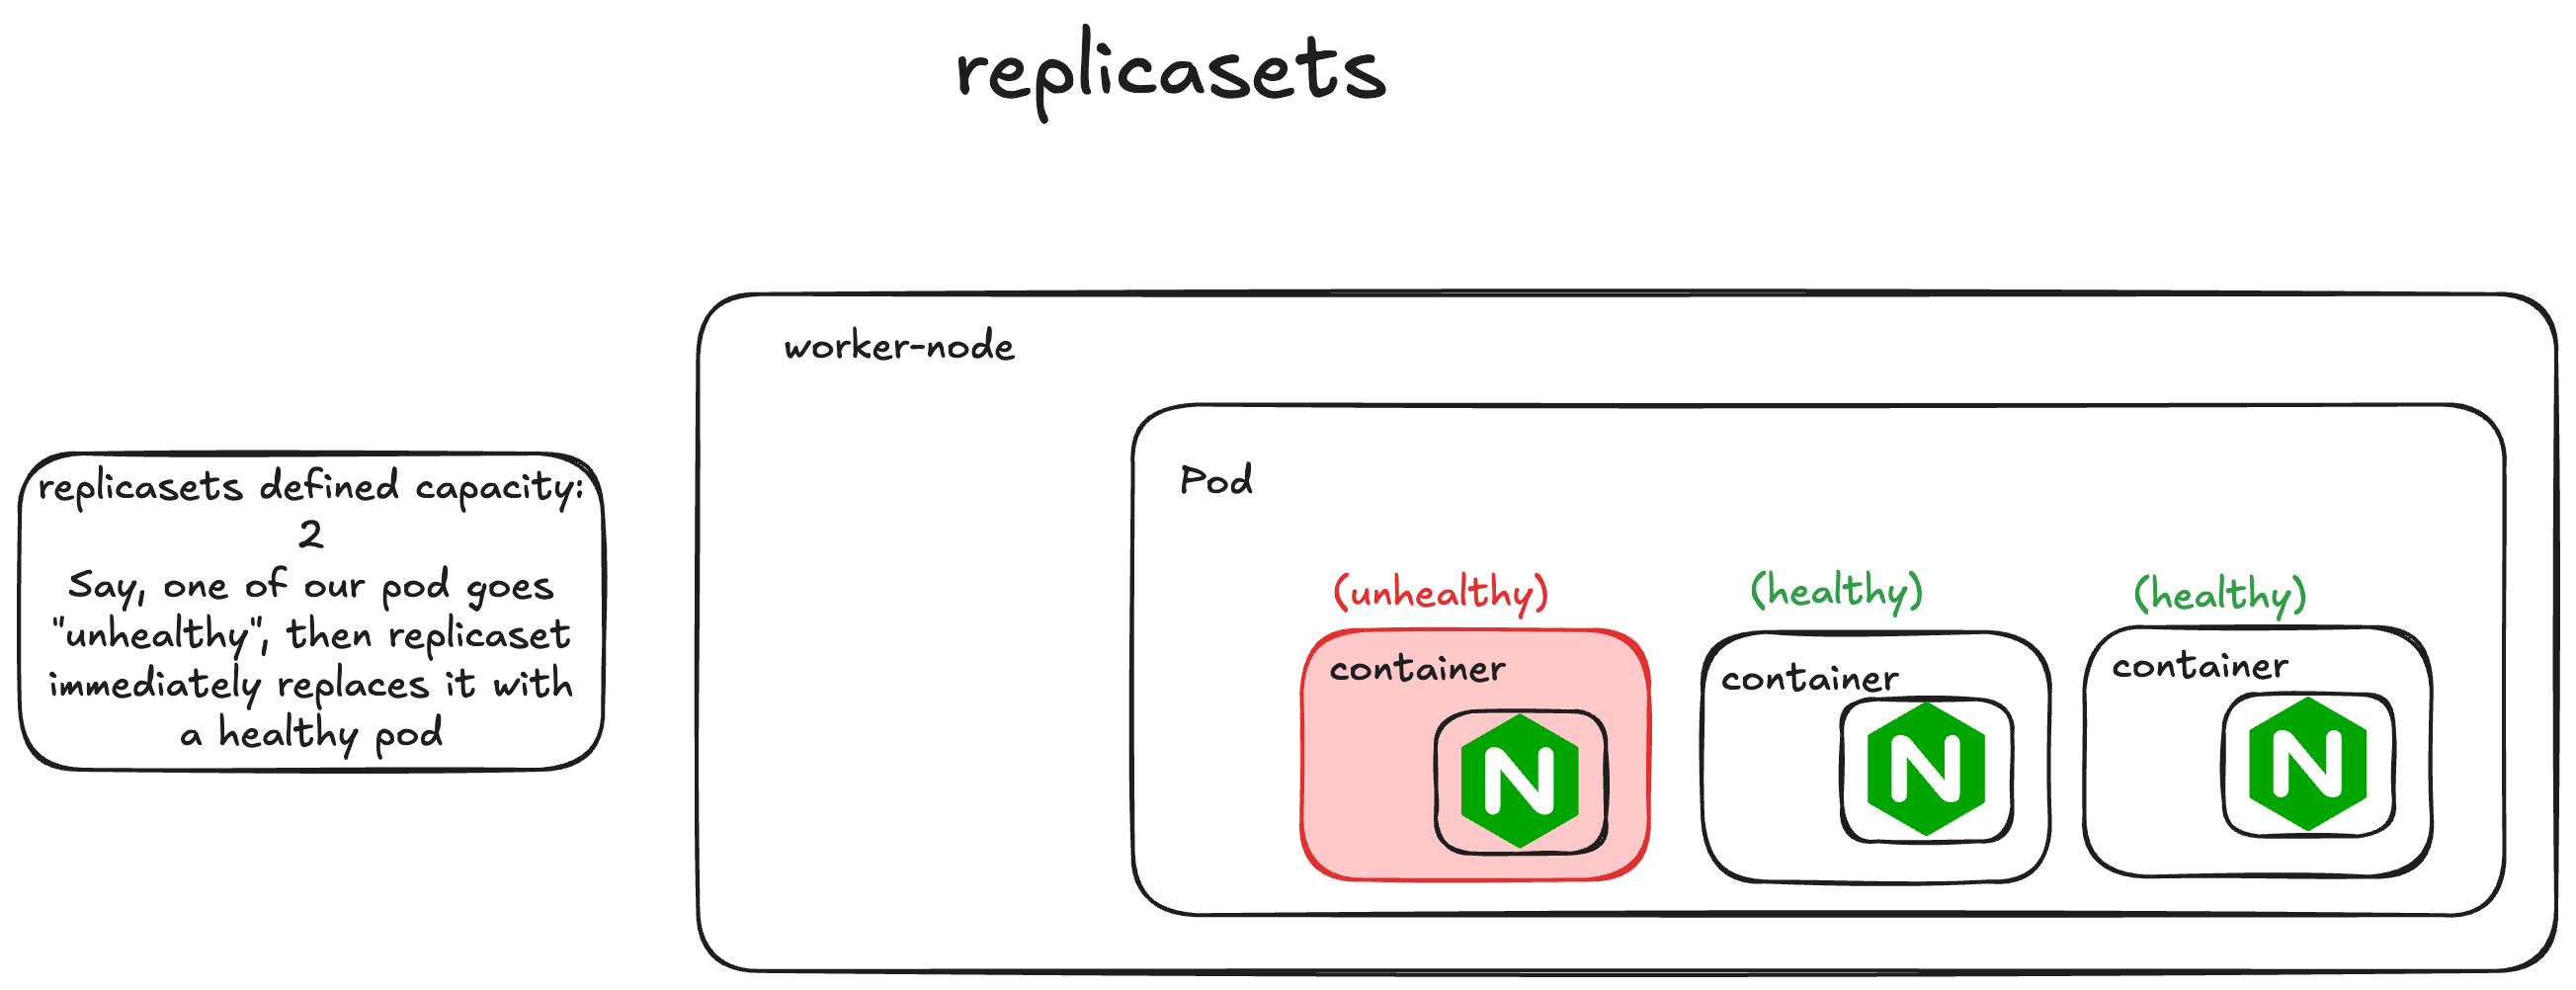 replicasets
worker-node
replicasets defined capacity:
2
Say, one of our pod goes
"unhealthy", then replicaset
immediately replaces it with
a healthy pod
Pod
(unhealthy)
(healthy)
(healthy)
container
container
container
N
N
N